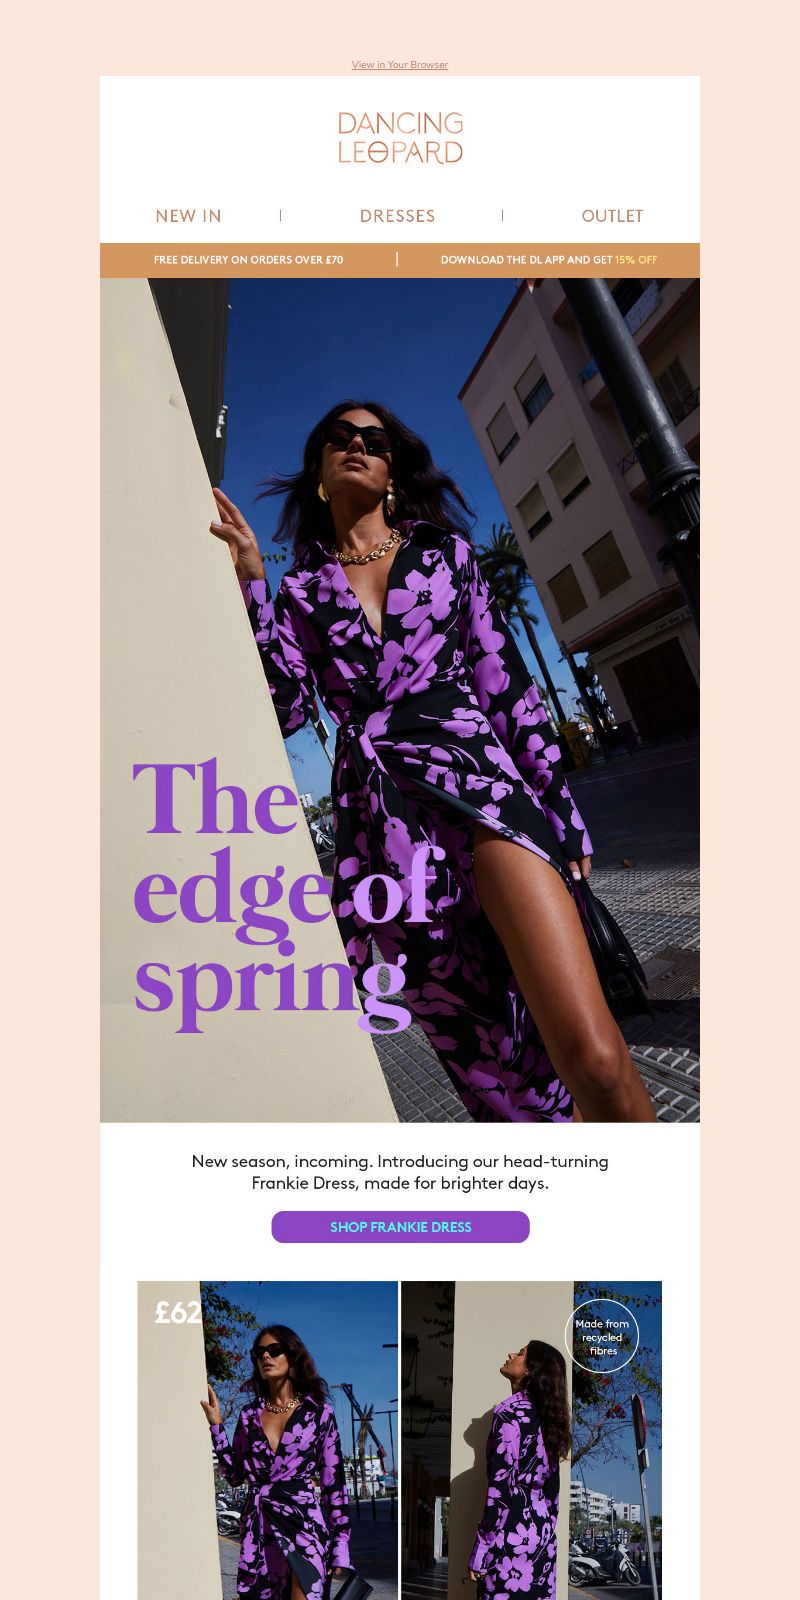 View in Your Browser
DANCING
LEOPARD
NEW IN | DRESSES | OUTLET
FREE DELIVERY ON ORDERS OVER £70 | DOWNLOAD THE DL APP AND GET 15% OFF
The
edge of
spring
New season, incoming. Introducing our head-turning
Frankie Dress, made for brighter days.
SHOP FRANKIE DRESS
£62
Made from
recycled
fibres